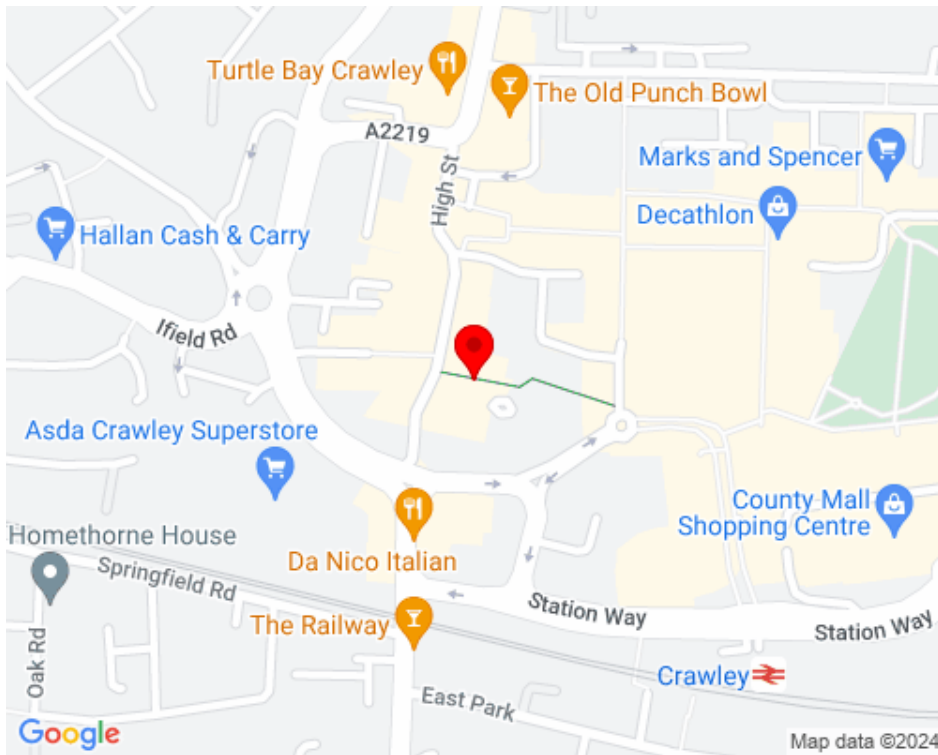 Turtle Bay Crawley
The Old Punch Bowl
A2219
High St
Marks and Spencer
Decathlon
Hallan Cash & Carry
Ifield Rd
Asda Crawley Superstore
County Mall
Shopping Centre
Homethorne House
Da Nico Italian
Springfield Rd
Station Way
The Railway
Station Way
Oak Rd
Crawley
East Park
Google
Map data ©2024